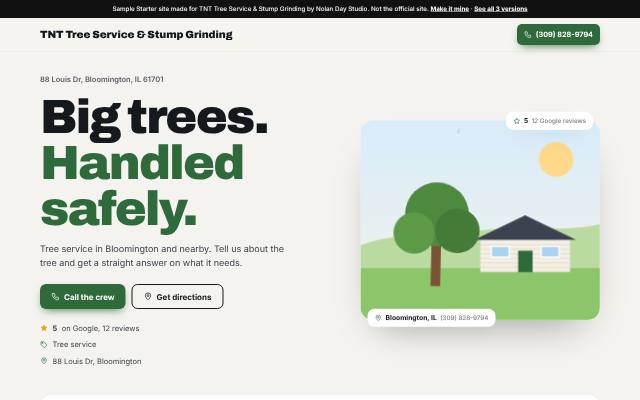 Sample Starter site made for TNT Tree Service & Stump Grinding by Nolan Day Studio. Not the official site. Make it mine · See all 3 versions
TNT Tree Service & Stump Grinding
(309) 828-9794
88 Louis Dr, Bloomington, IL 61701
Big trees.
Handled
safely.
5 12 Google reviews
Tree service in Bloomington and nearby. Tell us about the
tree and get a straight answer on what it needs.
Call the crew
Get directions
Bloomington, IL (309) 828-9794
5 on Google, 12 reviews
Tree service
88 Louis Dr, Bloomington